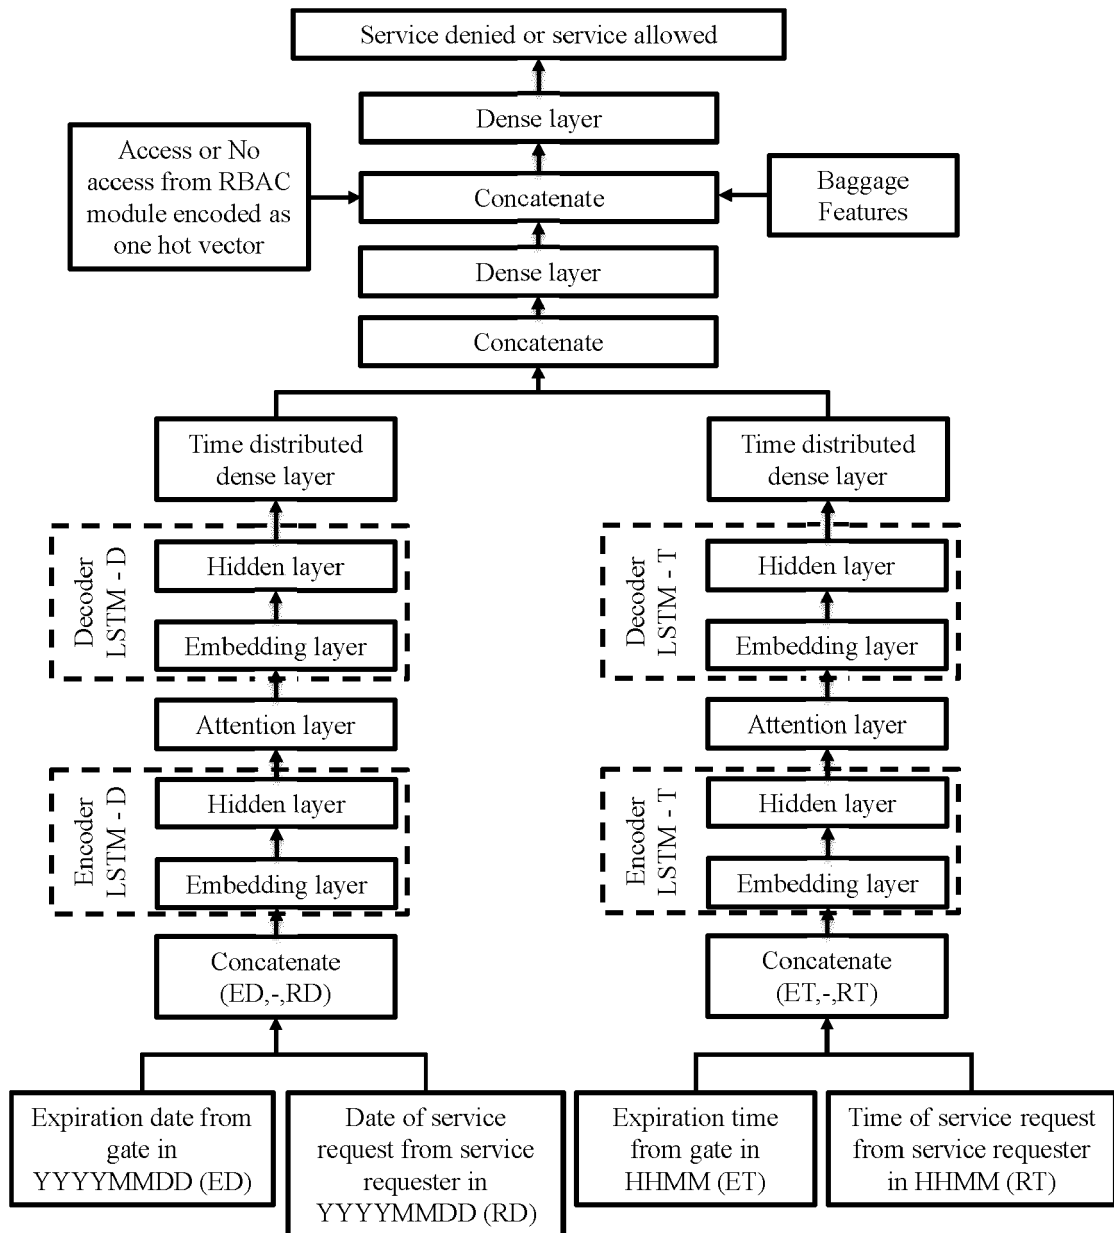 Service denied or service allowed
Dense layer
Access or No
access from RBAC
module encoded as
one hot vector
Concatenate
Baggage
Features
Dense layer
Concatenate
Time distributed
dense layer
Time distributed
dense layer
Decoder
LSTM - D
Hidden layer
Embedding layer
Decoder
LSTM - T
Hidden layer
Embedding layer
Attention layer
Attention layer
Encoder
LSTM - D
Hidden layer
Embedding layer
Encoder
LSTM - T
Hidden layer
Embedding layer
Concatenate
(ED,-,RD)
Concatenate
(ET,-,RT)
Expiration date from
gate in
YYYYMMDD (ED)
Date of service
request from service
requester in
YYYYMMDD (RD)
Expiration time
from gate in
HHMM (ET)
Time of service request
from service requester
in HHMM (RT)